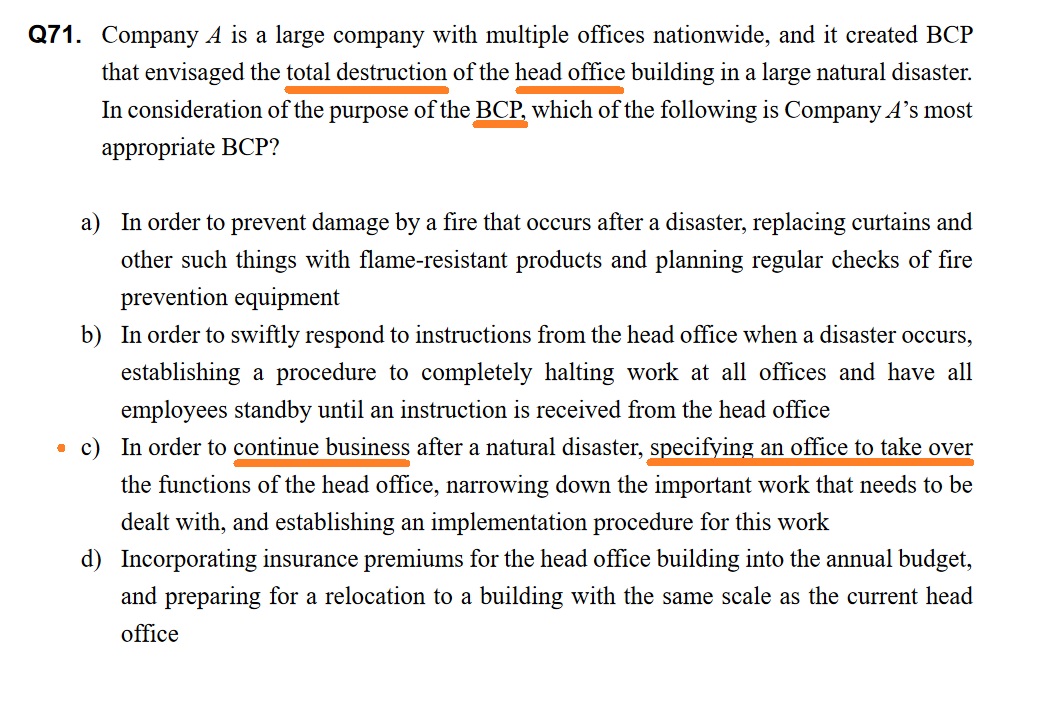 Q71. Company A is a large company with multiple offices nationwide, and it created BCP
that envisaged the total destruction of the head office building in a large natural disaster.
In consideration of the purpose of the BCP, which of the following is Company A’s most
appropriate BCP?
a) In order to prevent damage by a fire that occurs after a disaster, replacing curtains and
other such things with flame-resistant products and planning regular checks of fire
prevention equipment
b) In order to swiftly respond to instructions from the head office when a disaster occurs,
establishing a procedure to completely halting work at all offices and have all
employees standby until an instruction is received from the head office
c) In order to continue business after a natural disaster, specifying an office to take over
the functions of the head office, narrowing down the important work that needs to be
dealt with, and establishing an implementation procedure for this work
d) Incorporating insurance premiums for the head office building into the annual budget,
and preparing for a relocation to a building with the same scale as the current head
office